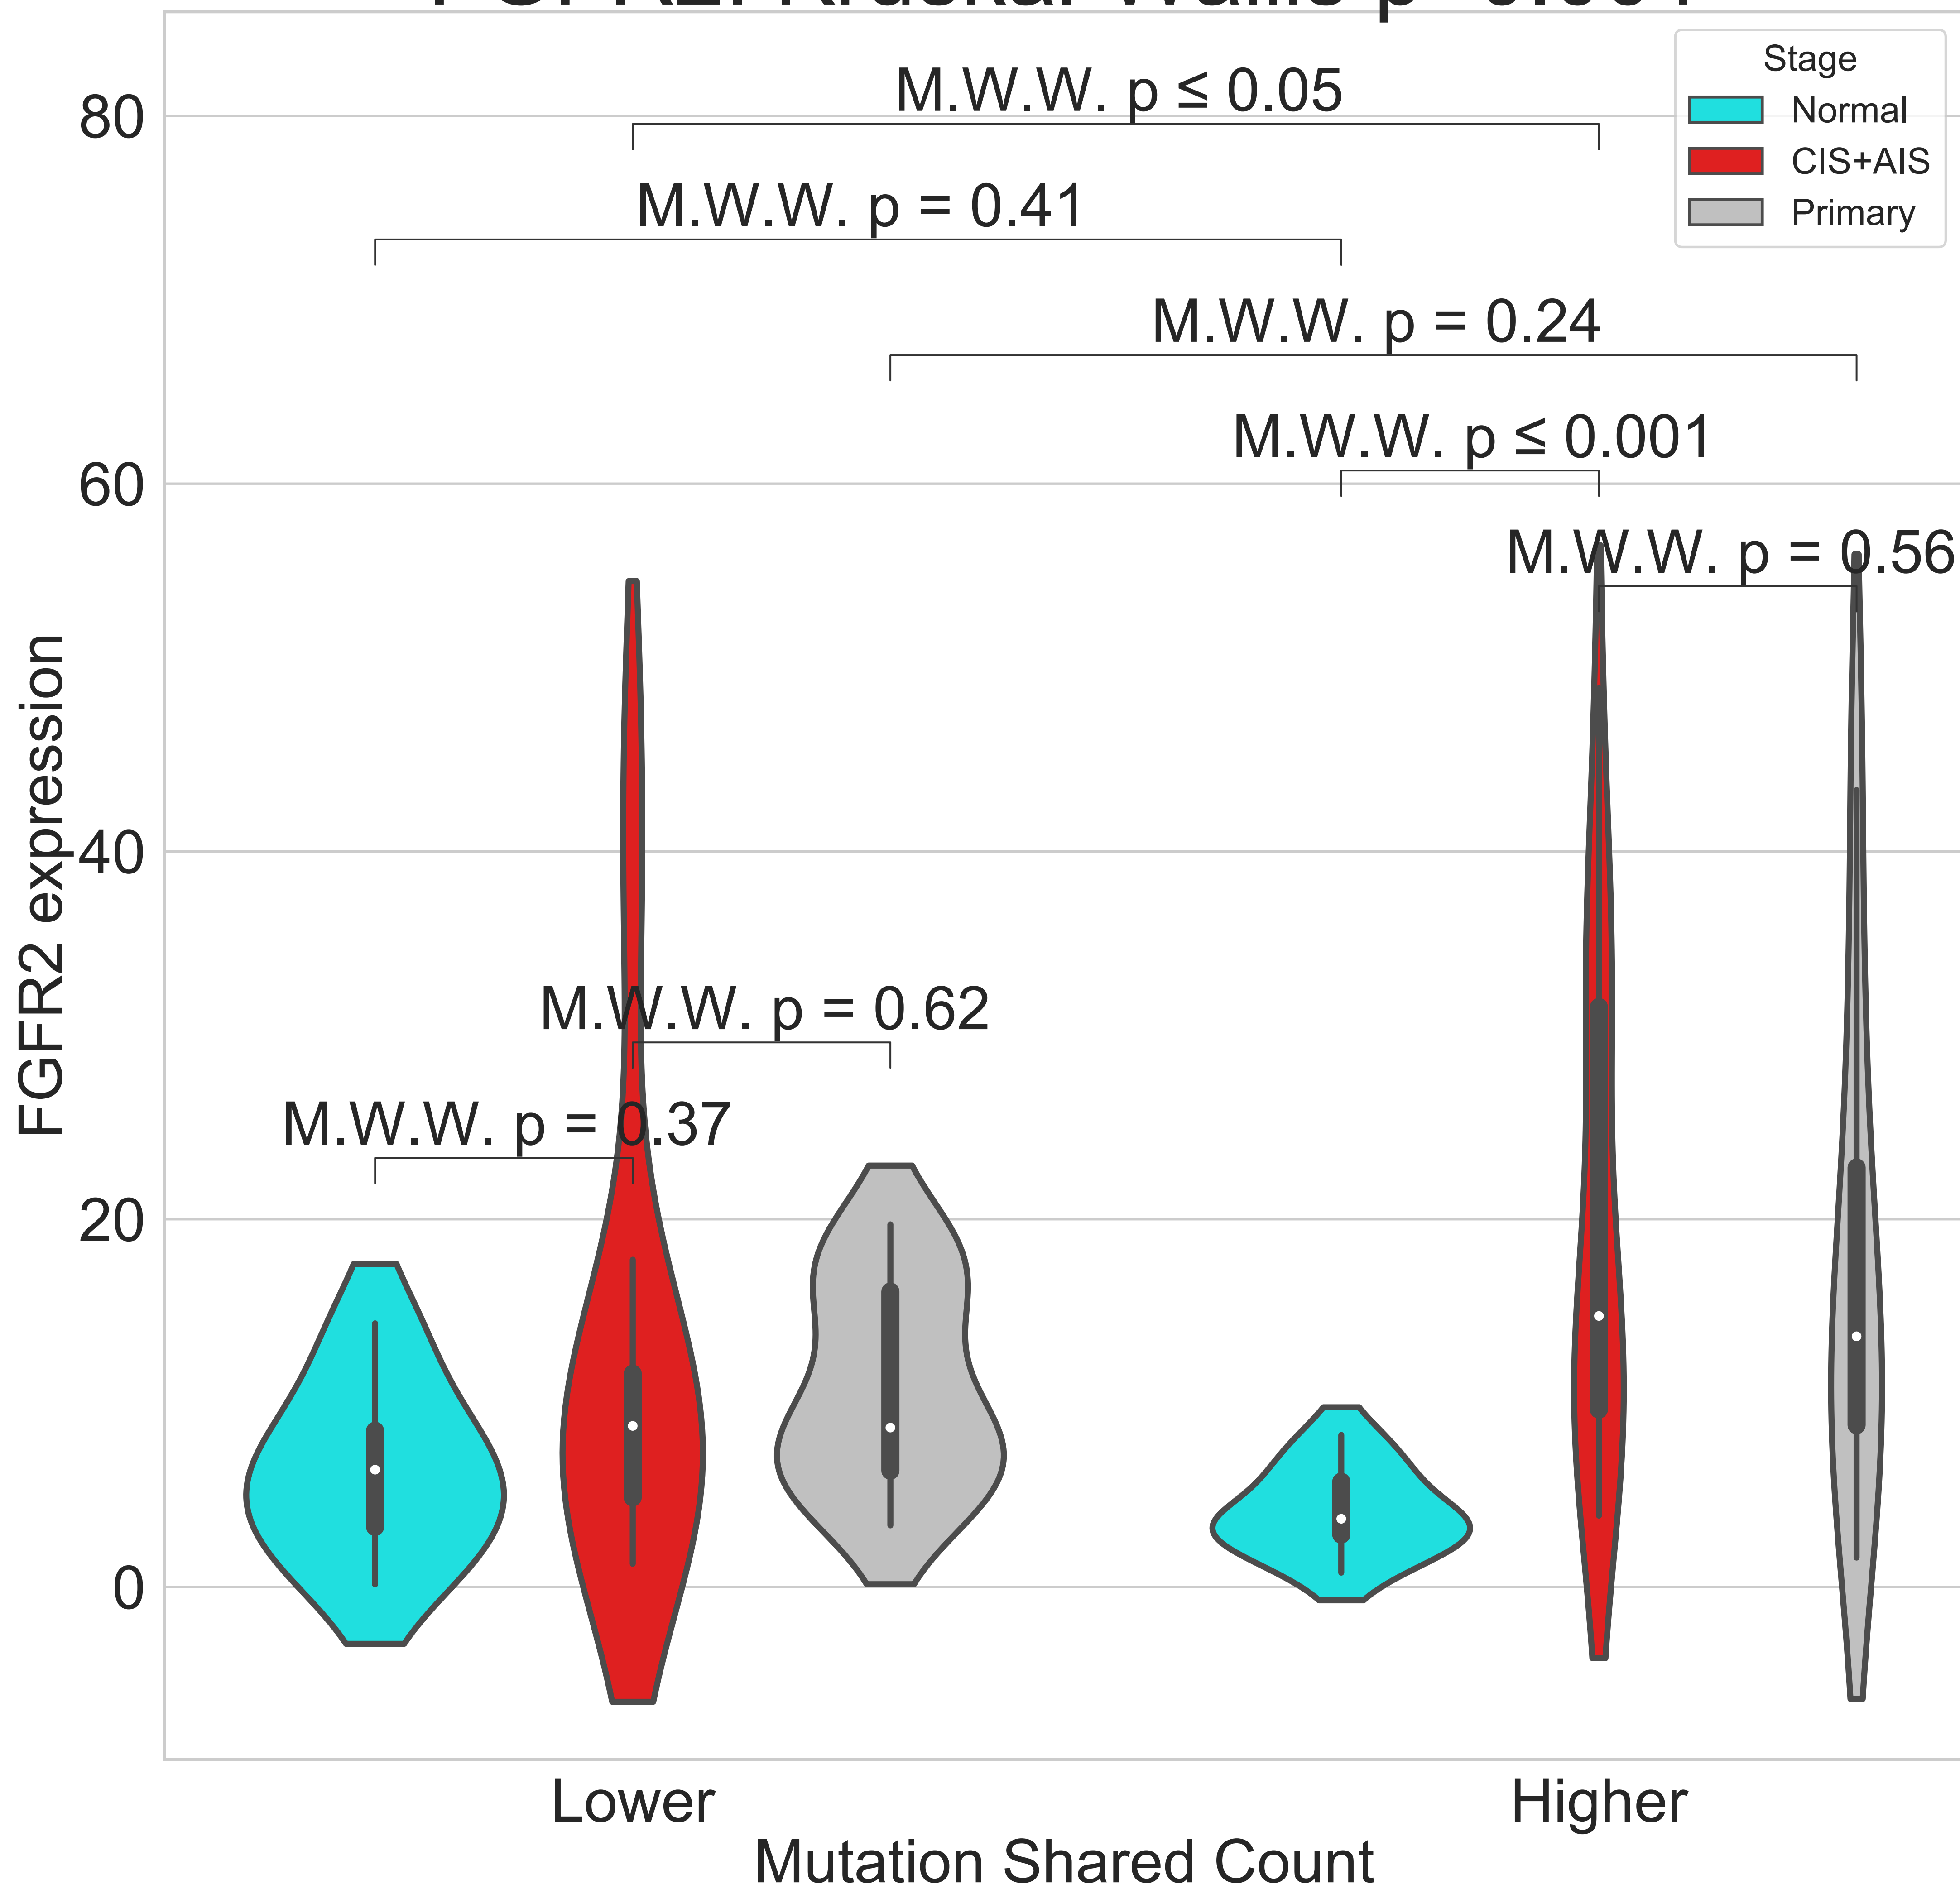 80
60
40
20
0
FGFR2 expression
M.W.W. p ≤ 0.05
M.W.W. p = 0.41
M.W.W. p = 0.24
M.W.W. p ≤ 0.001
M.W.W. p = 0.56
M.W.W. p = 0.62
M.W.W. p = 0.37
Stage
Normal
CIS+AIS
Primary
Lower
Higher
Mutation Shared Count